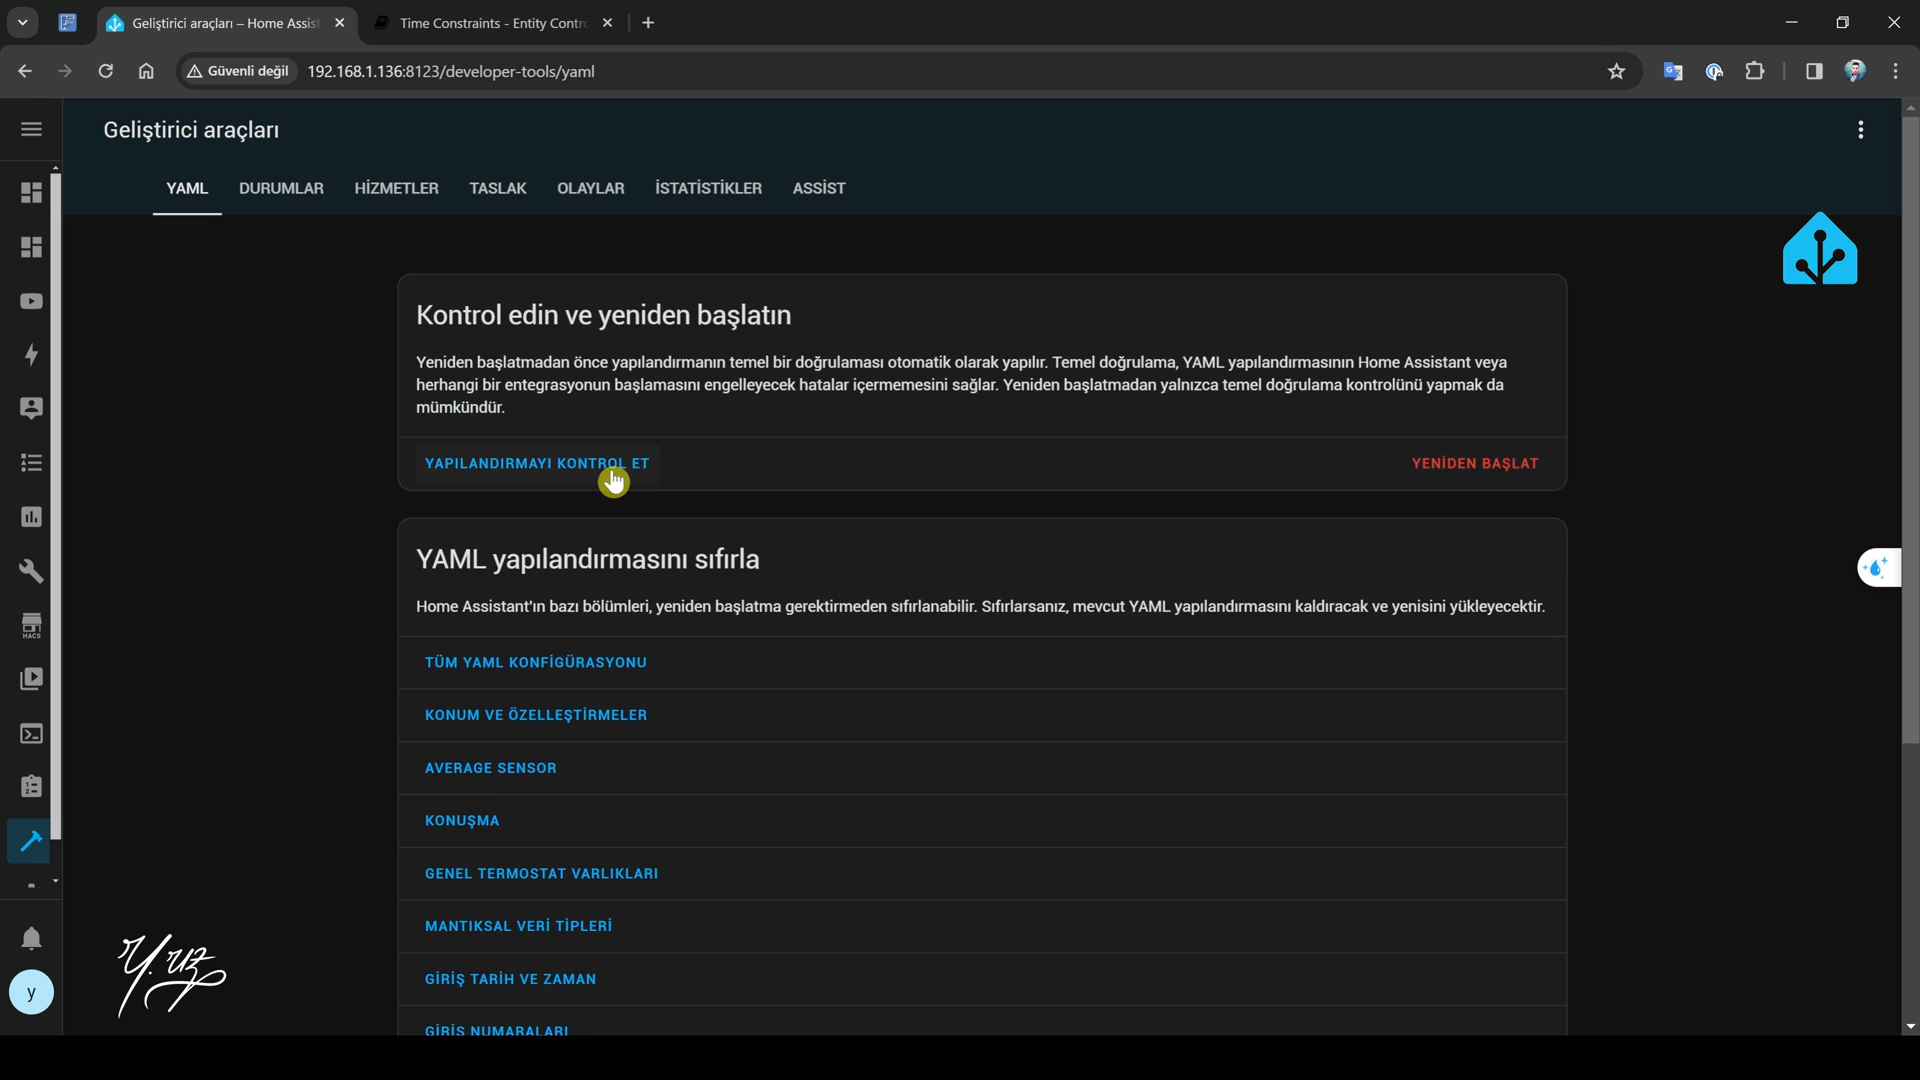 Geliştirici araçları – Home Assist
Time Constraints - Entity Contro
Güvenli değil
192.168.1.136:8123/developer-tools/yaml
Geliştirici araçları
YAML
DURUMLAR
HİZMETLER
TASLAK
OLAYLAR
İSTATİSTİKLER
ASSİST
Kontrol edin ve yeniden başlatın
Yeniden başlatmadan önce yapılandırmanın temel bir doğrulaması otomatik olarak yapılır. Temel doğrulama, YAML yapılandırmasının Home Assistant veya
herhangi bir entegrasyonun başlamasını engelleyecek hatalar içermemesini sağlar. Yeniden başlatmadan yalnızca temel doğrulama kontrolünü yapmak da
mümkündür.
YAPILANDIRMAYI KONTROL ET
YENİDEN BAŞLAT
YAML yapılandırmasını sıfırla
Home Assistant'ın bazı bölümleri, yeniden başlatma gerektirmeden sıfırlanabilir. Sıfırlarsanız, mevcut YAML yapılandırmasını kaldıracak ve yenisini yükleyecektir.
TÜM YAML KONFİGÜRASYONU
KONUM VE ÖZELLEŞTİRMELER
AVERAGE SENSOR
KONUŞMA
GENEL TERMOSTAT VARLIKLARI
MANTIKSAL VERİ TİPLERİ
GİRİŞ TARİH VE ZAMAN
GİRİŞ NUMARALARI
HACS
y
Y.uz